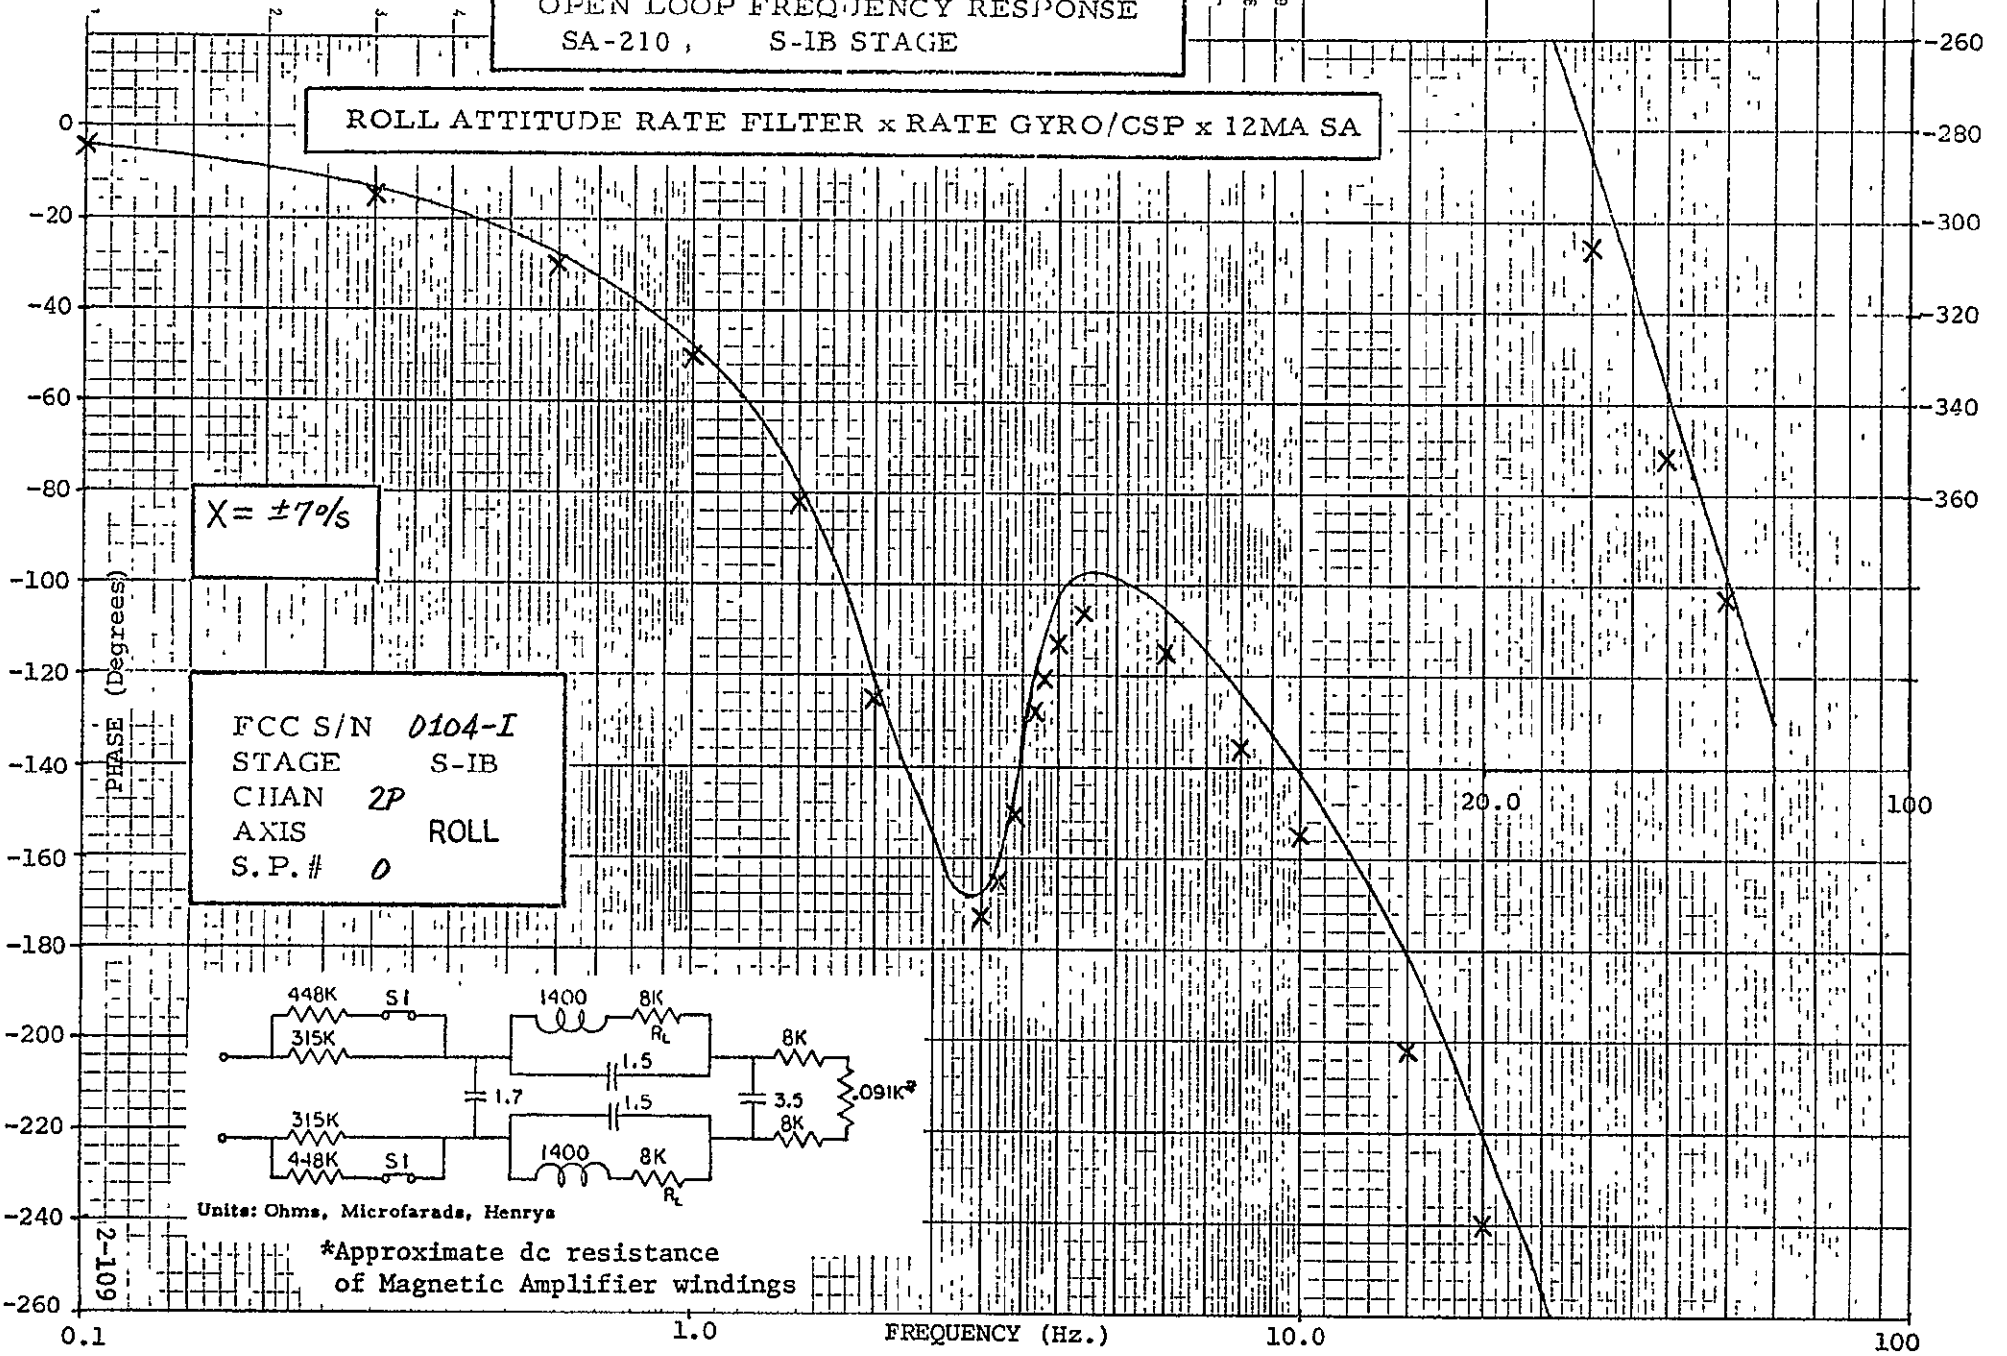 OPEN LOOP FREQUENCY RESPONSE
SA-210 , S-IB STAGE
ROLL ATTITUDE RATE FILTER x RATE GYRO/CSP x 12MA SA
1 2 3 4
0
-20
-40
-60
-80
-100
-120
-140
-160
-180
-200
-220
-240
-260
PHASE (Degrees)
-260
-280
-300
-320
-340
-360
X = ±7°/s
FCC S/N 0104-I
STAGE S-IB
CHAN 2P
AXIS ROLL
S.P.# 0
20.0 100
448K S1
315K
1400 8K
RL
1.5
8K
1.7
1.5
3.5
.091K*
315K
8K
448K S1
1400 8K
RL
Units: Ohms, Microfarads, Henrys
*Approximate dc resistance
of Magnetic Amplifier windings
2-109
0.1 1.0 FREQUENCY (Hz.) 10.0 100